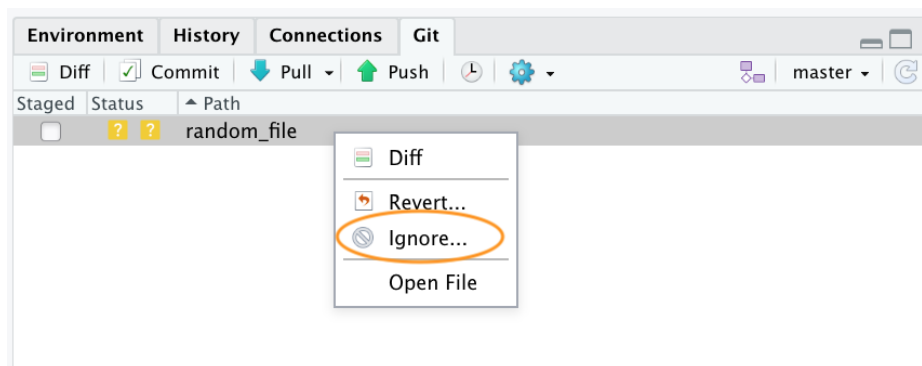 Environment History Connections Git
Diff Commit Pull Push master
Staged Status Path
? ? random_file
Diff
Revert...
Ignore...
Open File